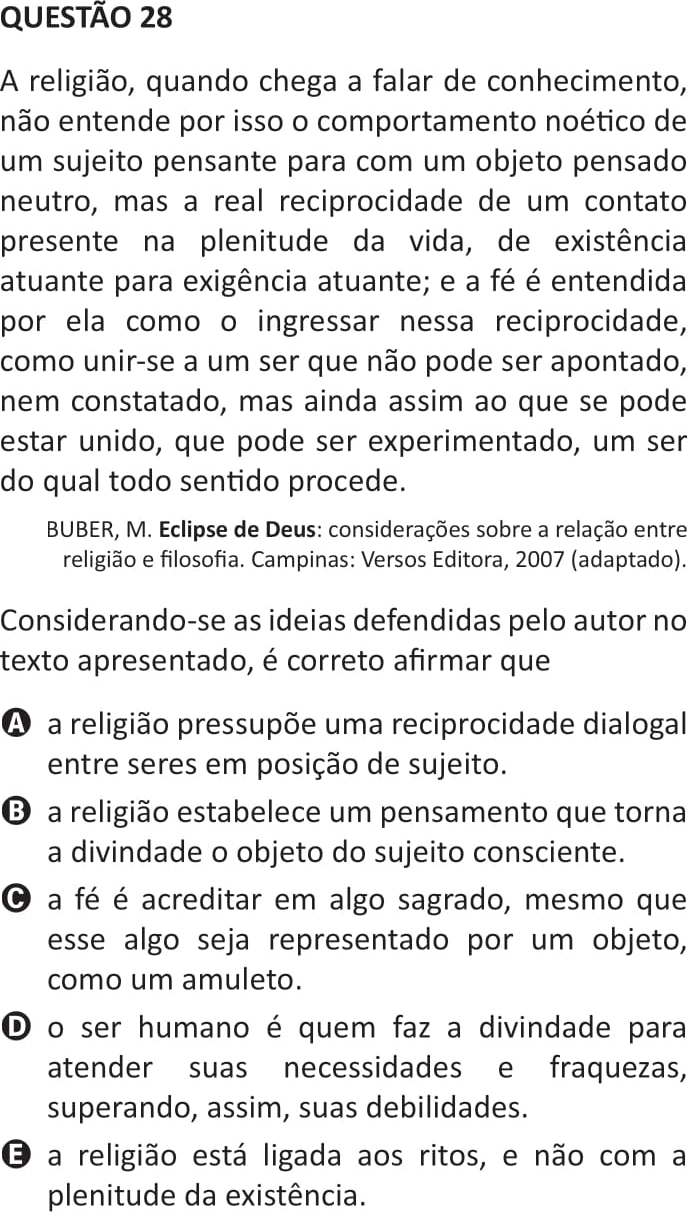 QUESTÃO 28
A religião, quando chega a falar de conhecimento,
não entende por isso o comportamento noético de
um sujeito pensante para com um objeto pensado
neutro, mas a real reciprocidade de um contato
presente na plenitude da vida, de existência
atuante para exigência atuante; e a fé é entendida
por ela como o ingressar nessa reciprocidade,
como unir-se a um ser que não pode ser apontado,
nem constatado, mas ainda assim ao que se pode
estar unido, que pode ser experimentado, um ser
do qual todo sentido procede.
BUBER, M. Eclipse de Deus: considerações sobre a relação entre
religião e filosofia. Campinas: Versos Editora, 2007 (adaptado).
Considerando-se as ideias defendidas pelo autor no
texto apresentado, é correto afirmar que
A a religião pressupõe uma reciprocidade dialogal
entre seres em posição de sujeito.
B a religião estabelece um pensamento que torna
a divindade o objeto do sujeito consciente.
C a fé é acreditar em algo sagrado, mesmo que
esse algo seja representado por um objeto,
como um amuleto.
D o ser humano é quem faz a divindade para
atender suas necessidades e fraquezas,
superando, assim, suas debilidades.
E a religião está ligada aos ritos, e não com a
plenitude da existência.